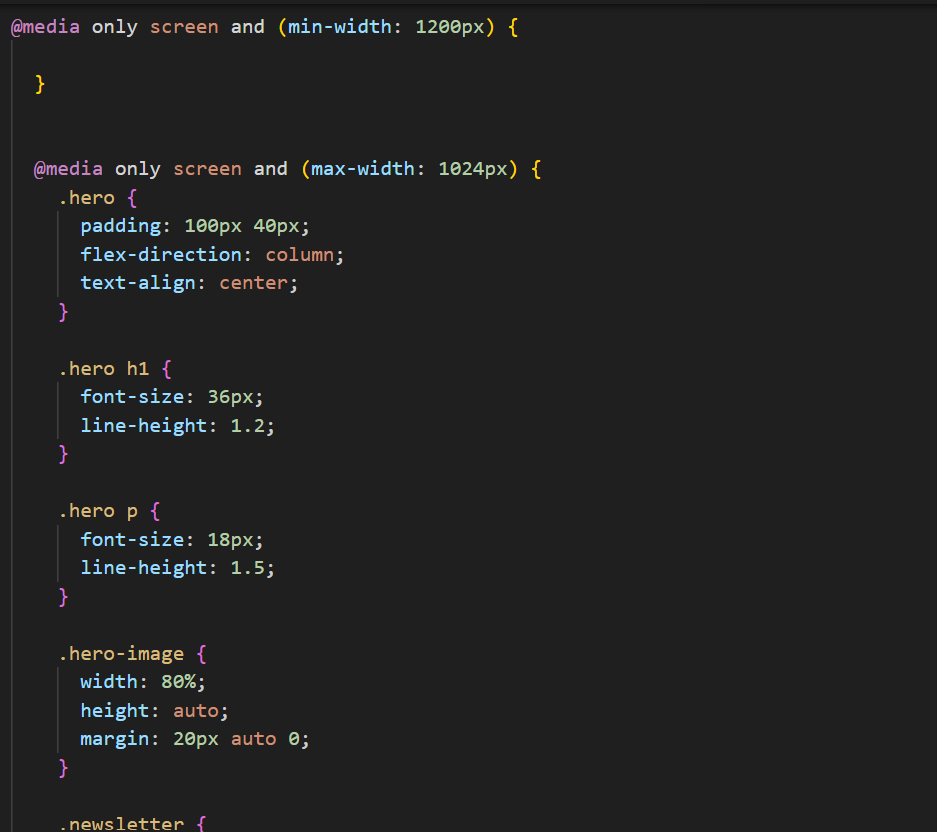 @media only screen and (min-width: 1200px) {
}
@media only screen and (max-width: 1024px) {
.hero {
padding: 100px 40px;
flex-direction: column;
text-align: center;
}
.hero h1 {
font-size: 36px;
line-height: 1.2;
}
.hero p {
font-size: 18px;
line-height: 1.5;
}
.hero-image {
width: 80%;
height: auto;
margin: 20px auto 0;
}
.newsletter {